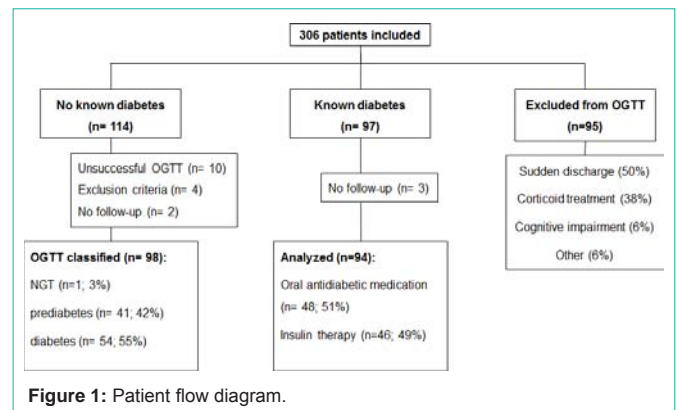 306 patients included
No known diabetes
(n= 114)
Unsuccessful OGTT (n= 10)
Exclusion criteria (n= 4)
No follow-up (n= 2)
OGTT classified (n= 98):
NGT (n=1; 3%)
prediabetes (n= 41; 42%)
diabetes (n= 54; 55%)
Known diabetes
(n= 97)
No follow-up (n= 3)
Analyzed (n=94):
Oral antidiabetic medication
(n= 48; 51%)
Insulin therapy (n=46; 49%)
Excluded from OGTT
(n=95)
Sudden discharge (50%)
Corticoid treatment (38%)
Cognitive impairment (6%)
Other (6%)
Figure 1: Patient flow diagram.